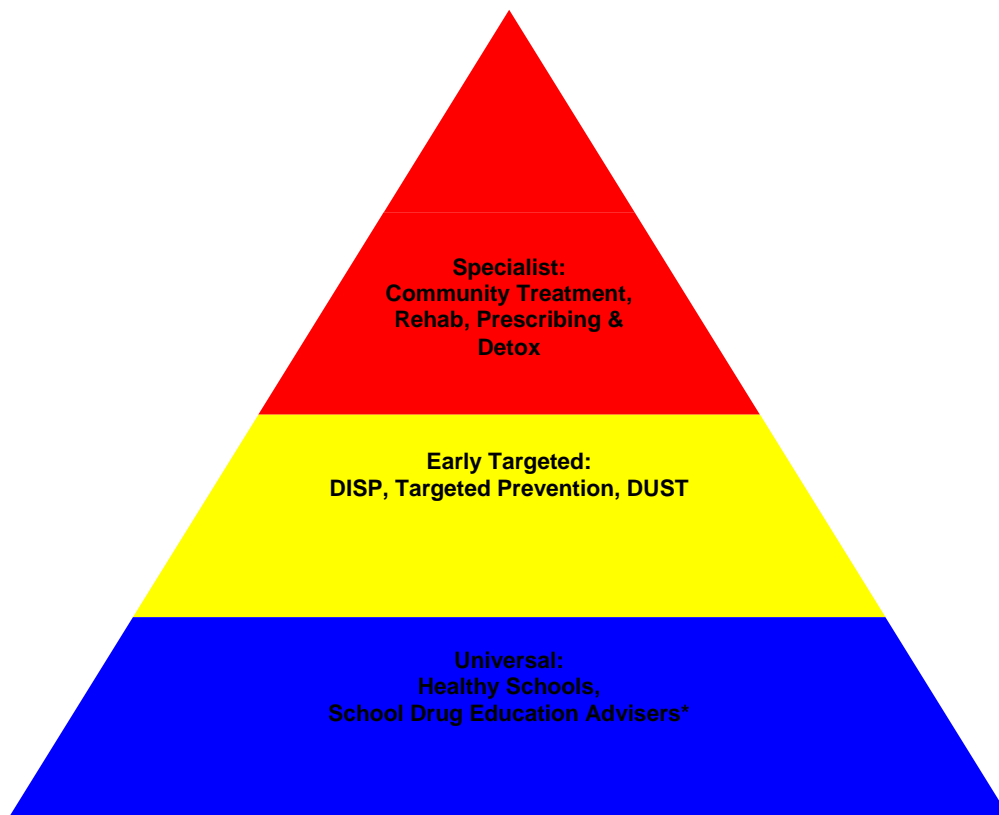 Specialist:
Community Treatment,
Rehab, Prescribing &
Detox
Early Targeted:
DISP, Targeted Prevention, DUST
Universal:
Healthy Schools,
School Drug Education Advisers*